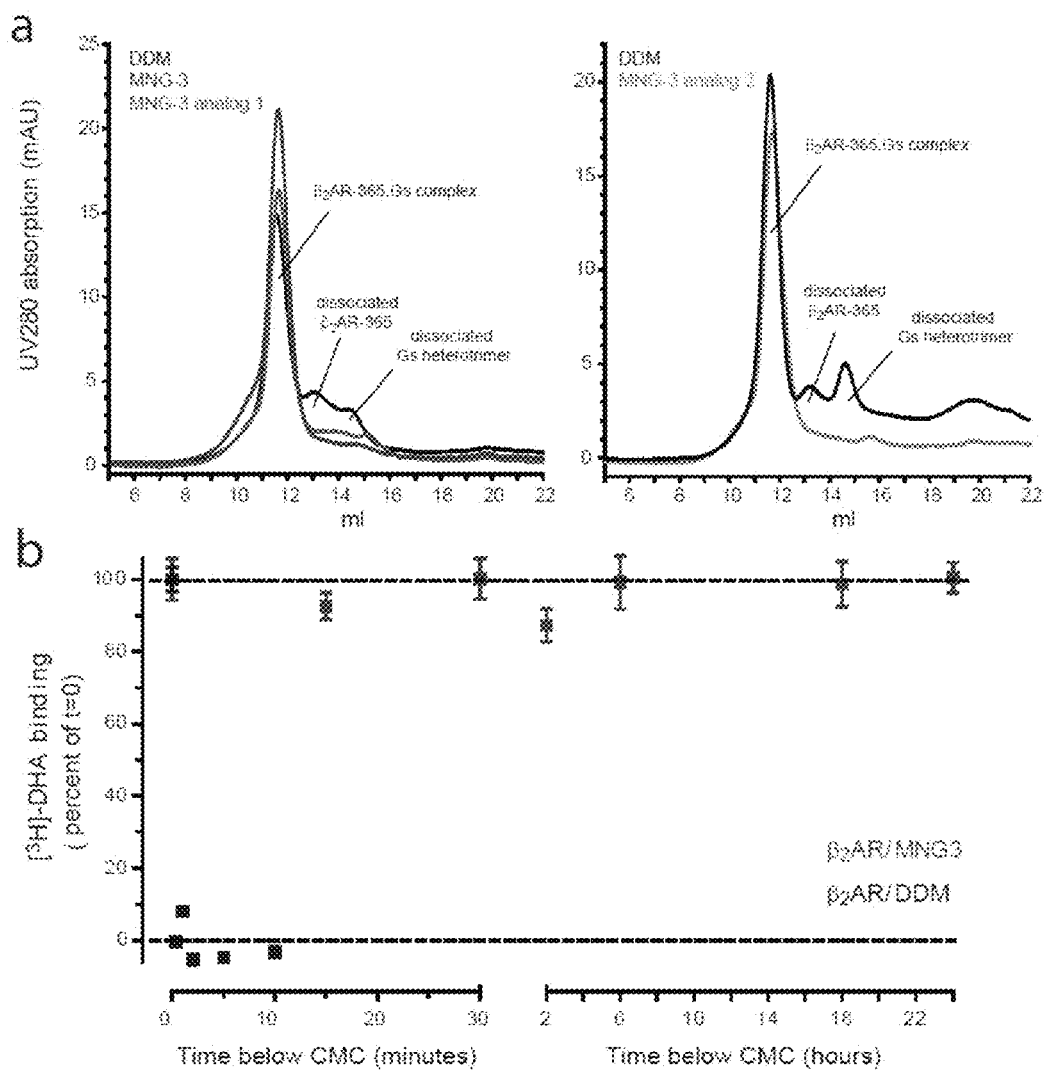 a
25
20
15
10
5
0
UV280 absorption (mAU)
DDM
MNG-3
MNG-3 analog 1
β2AR-365.Gs complex
dissociated
β2AR-365
dissociated
Gs heterotrimer
6 8 10 12 14 16 18 20 22
ml
20
15
20
5
0
DDM
MNG-3 analog 2
β2AR-365.Gs complex
dissociated
β2AR-365
dissociated
Gs heterotrimer
6 6 8 10 12 14 16 18 20 22
ml
b
100
80
60
40
20
0
[3H]-DHA binding
( percent of t=0)
β2AR/MNG3
β2AR/DDM
0 10 20 30
Time below CMC (minutes)
2 6 10 14 18 22
Time below CMC (hours)